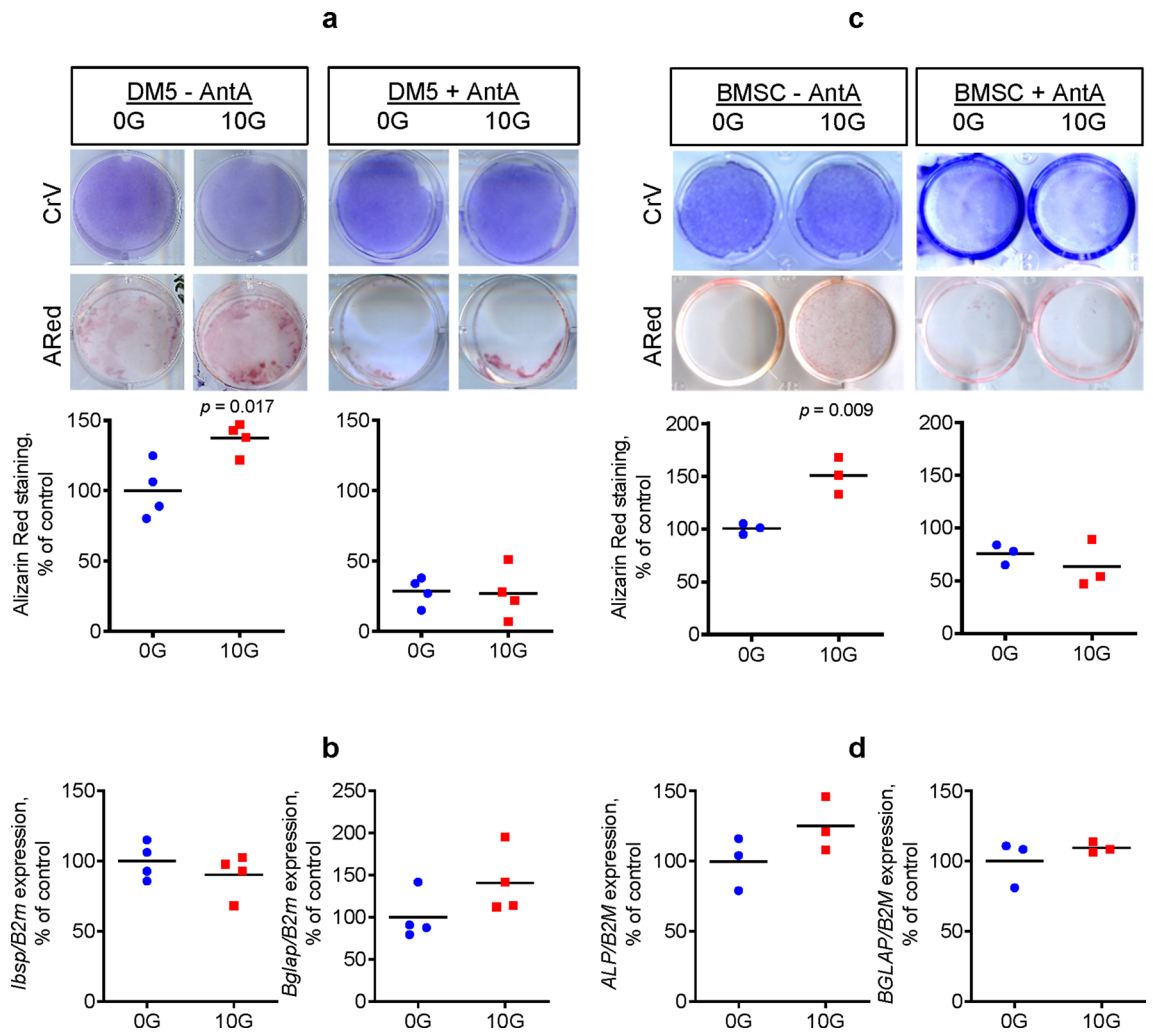 a
DM5 - AntA
0G 10G
DM5 + AntA
0G 10G
CrV
ARed
p = 0.017
Alizarin Red staining,
% of control
150
100
50
0
0G 10G
150
100
50
0
0G 10G
c
BMSC - AntA
0G 10G
BMSC + AntA
0G 10G
CrV
ARed
p = 0.009
Alizarin Red staining,
% of control
200
150
100
50
0
0G 10G
200
150
100
50
0
0G 10G
b
Ibsp/B2m expression,
% of control
150
100
50
0
0G 10G
Bglap/B2m expression,
% of control
250
200
150
100
50
0
0G 10G
d
ALP/B2M expression,
% of control
150
100
50
0
0G 10G
BGLAP/B2M expression,
% of control
150
100
50
0
0G 10G